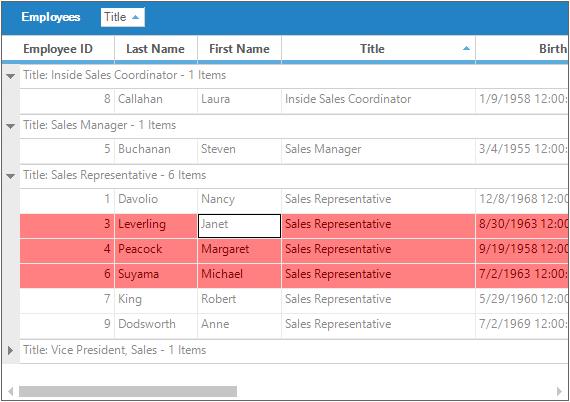 Employees Title
Employee ID Last Name First Name Title Birth
Title: Inside Sales Coordinator - 1 Items
8 Callahan Laura Inside Sales Coordinator 1/9/1958 12:00:
Title: Sales Manager - 1 Items
5 Buchanan Steven Sales Manager 3/4/1955 12:00:
Title: Sales Representative - 6 Items
1 Davolio Nancy Sales Representative 12/8/1968 12:00
3 Leverling Janet Sales Representative 8/30/1963 12:00
4 Peacock Margaret Sales Representative 9/19/1958 12:00
6 Suyama Michael Sales Representative 7/2/1963 12:00:
7 King Robert Sales Representative 5/29/1960 12:00
9 Dodsworth Anne Sales Representative 7/2/1969 12:00:
Title: Vice President, Sales - 1 Items